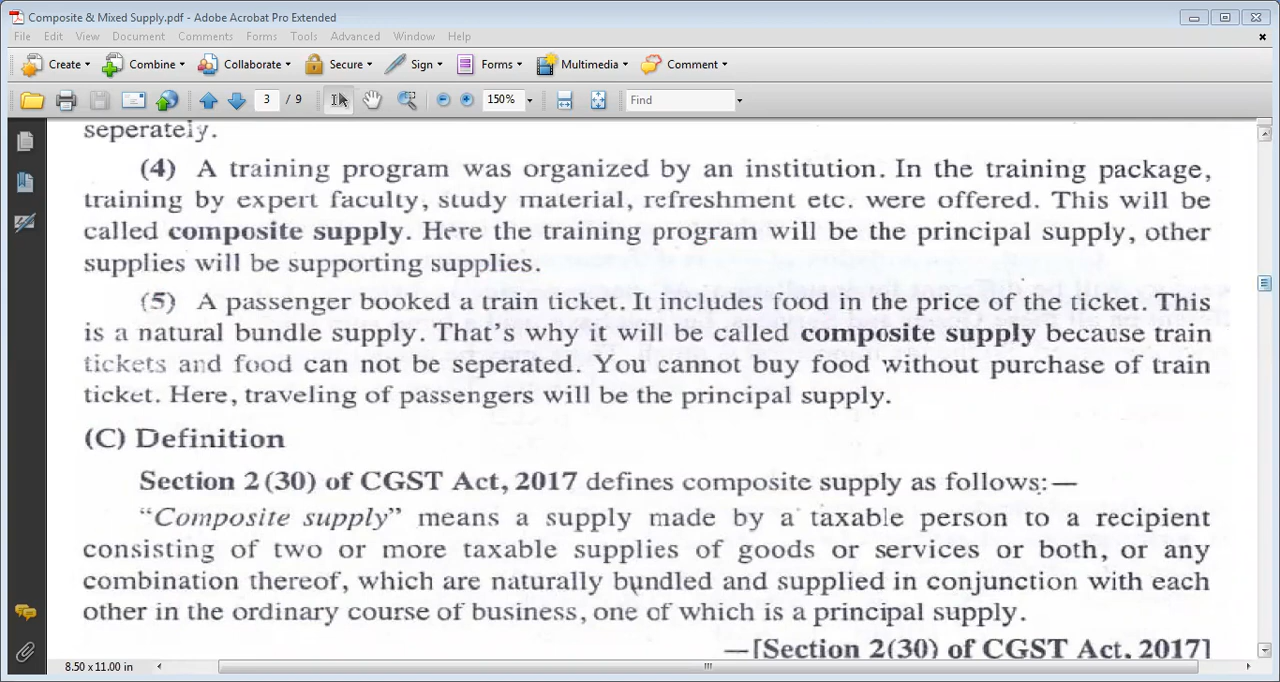 Composite & Mixed Supply.pdf - Adobe Acrobat Pro Extended
File Edit View Document Comments Forms Tools Advanced Window Help
Create Combine Collaborate Secure Sign Forms Multimedia Comment
3 / 9 150% Find
seperately.
(4) A training program was organized by an institution. In the training package,
training by expert faculty, study material, refreshment etc. were offered. This will be
called composite supply. Here the training program will be the principal supply, other
supplies will be supporting supplies.
(5) A passenger booked a train ticket. It includes food in the price of the ticket. This
is a natural bundle supply. That's why it will be called composite supply because train
tickets and food can not be seperated. You cannot buy food without purchase of train
ticket. Here, traveling of passengers will be the principal supply.
(C) Definition
Section 2 (30) of CGST Act, 2017 defines composite supply as follows:—
“Composite supply” means a supply made by a taxable person to a recipient
consisting of two or more taxable supplies of goods or services or both, or any
combination thereof, which are naturally bundled and supplied in conjunction with each
other in the ordinary course of business, one of which is a principal supply.
—[Section 2(30) of CGST Act, 2017]
8.50 x 11.00 in